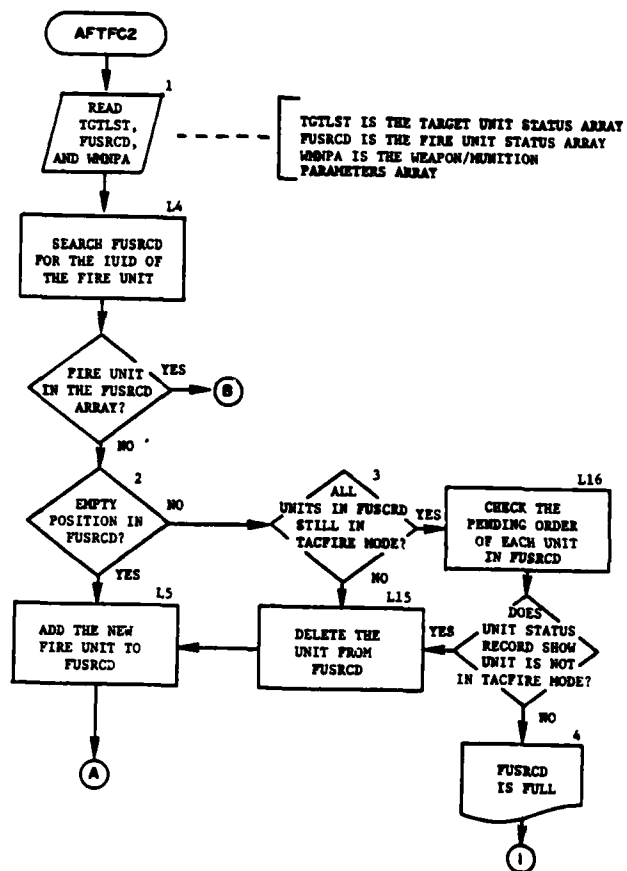 AFTFC2
1
READ
TGTLST,
FUSRCD,
AND WMNPA
TGTLST IS THE TARGET UNIT STATUS ARRAY
FUSRCD IS THE FIRE UNIT STATUS ARRAY
WMNPA IS THE WEAPON/MUNITION
PARAMETERS ARRAY
L4
SEARCH FUSRCD
FOR THE IUID OF
THE FIRE UNIT
FIRE UNIT
IN THE FUSRCD
ARRAY?
YES
B
NO
2
EMPTY
POSITION IN
FUSRCD?
NO
YES
3
ALL
UNITS IN FUSCRD
STILL IN
TACFIRE MODE?
YES
NO
L16
CHECK THE
PENDING ORDER
OF EACH UNIT
IN FUSRCD
L5
ADD THE NEW
FIRE UNIT TO
FUSRCD
L15
DELETE THE
UNIT FROM
FUSRCD
YES
DOES
UNIT STATUS
RECORD SHOW
UNIT IS NOT
IN TACFIRE MODE?
NO
4
FUSRCD
IS FULL
A
I